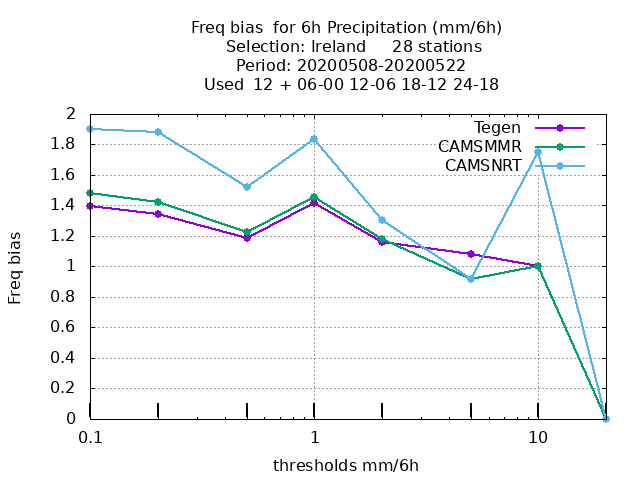 Freq bias  for 6h Precipitation (mm/6h)
Selection: Ireland     28 stations
Period: 20200508-20200522
Used  12 + 06-00 12-06 18-12 24-18
Tegen
CAMSMMR
CAMSNRT
2
1.8
1.6
1.4
1.2
1
0.8
0.6
0.4
0.2
0
Freq bias
0.1 1 10
thresholds mm/6h